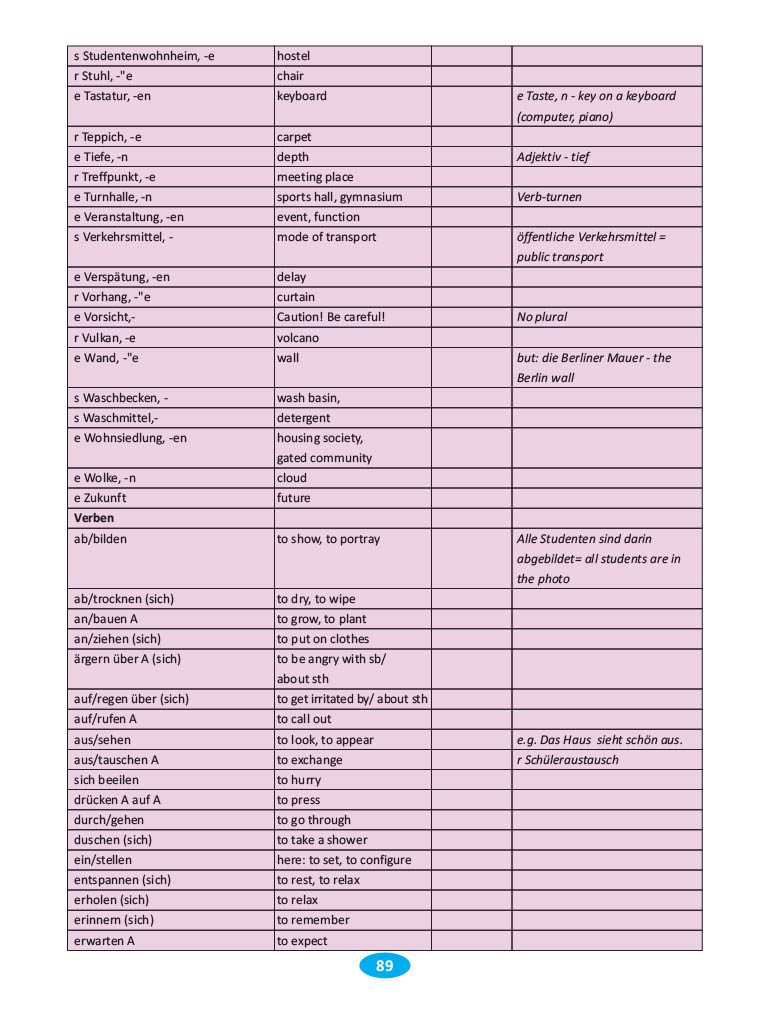 s Studentenwohnheim, -e hostel
r Stuhl, -"e chair
e Tastatur, -en keyboard e Taste, n - key on a keyboard
(computer, piano)
r Teppich, -e carpet
e Tiefe, -n depth Adjektiv - tief
r Treffpunkt, -e meeting place
e Turnhalle, -n sports hall, gymnasium Verb-turnen
e Veranstaltung, -en event, function
s Verkehrsmittel, - mode of transport öffentliche Verkehrsmittel =
public transport
e Verspätung, -en delay
r Vorhang, -"e curtain
e Vorsicht,- Caution! Be careful! No plural
r Vulkan, -e volcano
e Wand, -"e wall but: die Berliner Mauer - the
Berlin wall
s Waschbecken, - wash basin,
s Waschmittel,- detergent
e Wohnsiedlung, -en housing society,
gated community
e Wolke, -n cloud
e Zukunft future
Verben
ab/bilden to show, to portray Alle Studenten sind darin
abgebildet= all students are in
the photo
ab/trocknen (sich) to dry, to wipe
an/bauen A to grow, to plant
an/ziehen (sich) to put on clothes
ärgern über A (sich) to be angry with sb/
about sth
auf/regen über (sich) to get irritated by/ about sth
auf/rufen A to call out
aus/sehen to look, to appear e.g. Das Haus sieht schön aus.
aus/tauschen A to exchange r Schüleraustausch
sich beeilen to hurry
drücken A auf A to press
durch/gehen to go through
duschen (sich) to take a shower
ein/stellen here: to set, to configure
entspannen (sich) to rest, to relax
erholen (sich) to relax
erinnern (sich) to remember
erwarten A to expect
89